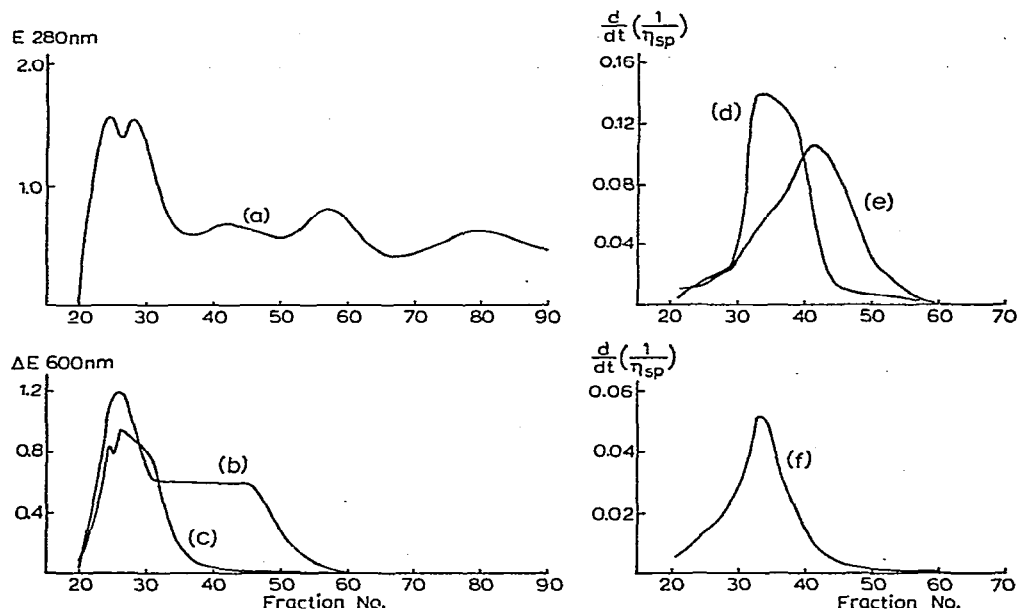 E 280nm
2.0
1.0
(a)
20 30 40 50 60 70 80 90
d/dt (1/ηsp)
0.16
0.12
0.08
0.04
(d)
(e)
20 30 40 50 60 70
ΔE 600nm
1.2
0.8
0.4
(b)
(c)
20 30 40 50 60 70 80 90
Fraction No.
d/dt (1/ηsp)
0.06
0.04
0.02
(f)
20 30 40 50 60 70
Fraction No.